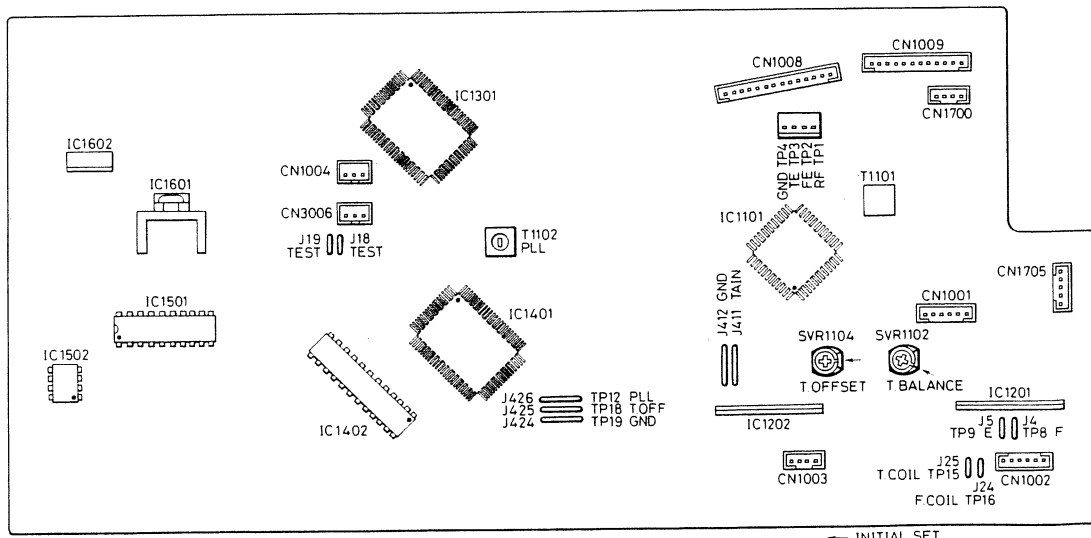 CN1009
CN1008
IC1301
CN1700
IC1602
GND TP4
TE TP3
FE TP2
RF TP1
CN1004
T1101
IC1601
CN3006
IC1101
J19 J18
TEST TEST
T1102
PLL
CN1705
J412 GND
J411 TAIN
CN1001
IC1501
IC1401
SVR1104
SVR1102
IC1502
T.OFFSET
T.BALANCE
J426 TP12 PLL
J425 TP18 TOFF
J424 TP19 GND
IC1201
IC1402
IC1202
J5 J4
TP9 E TP8 F
J25
T.COIL TP15
CN1003
CN1002
J24
F.COIL TP16
← INITIAL SET